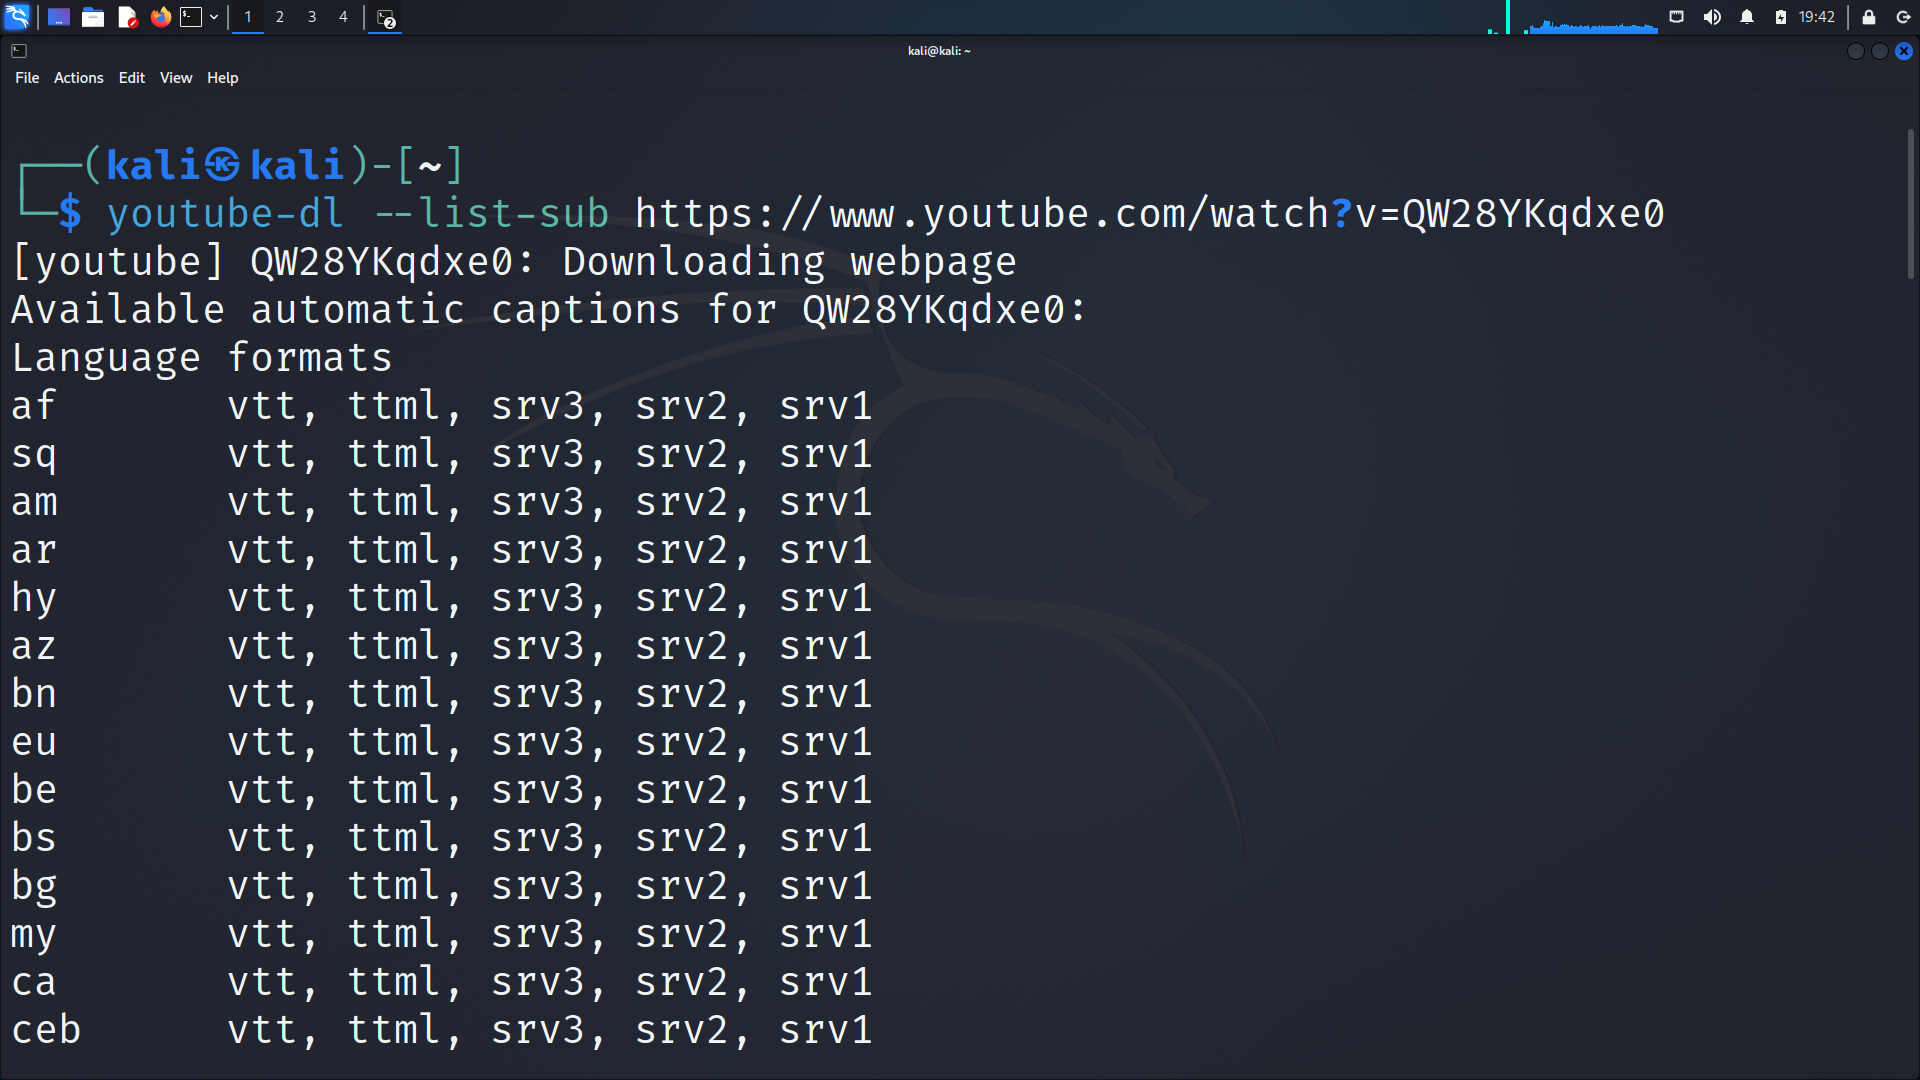 1 2 3 4 2 19:42
kali@kali: ~
File Actions Edit View Help
┌──(kali㉿kali)-[~]
└─$ youtube-dl --list-sub https://www.youtube.com/watch?v=QW28YKqdxe0
[youtube] QW28YKqdxe0: Downloading webpage
Available automatic captions for QW28YKqdxe0:
Language formats
af vtt, ttml, srv3, srv2, srv1
sq vtt, ttml, srv3, srv2, srv1
am vtt, ttml, srv3, srv2, srv1
ar vtt, ttml, srv3, srv2, srv1
hy vtt, ttml, srv3, srv2, srv1
az vtt, ttml, srv3, srv2, srv1
bn vtt, ttml, srv3, srv2, srv1
eu vtt, ttml, srv3, srv2, srv1
be vtt, ttml, srv3, srv2, srv1
bs vtt, ttml, srv3, srv2, srv1
bg vtt, ttml, srv3, srv2, srv1
my vtt, ttml, srv3, srv2, srv1
ca vtt, ttml, srv3, srv2, srv1
ceb vtt, ttml, srv3, srv2, srv1